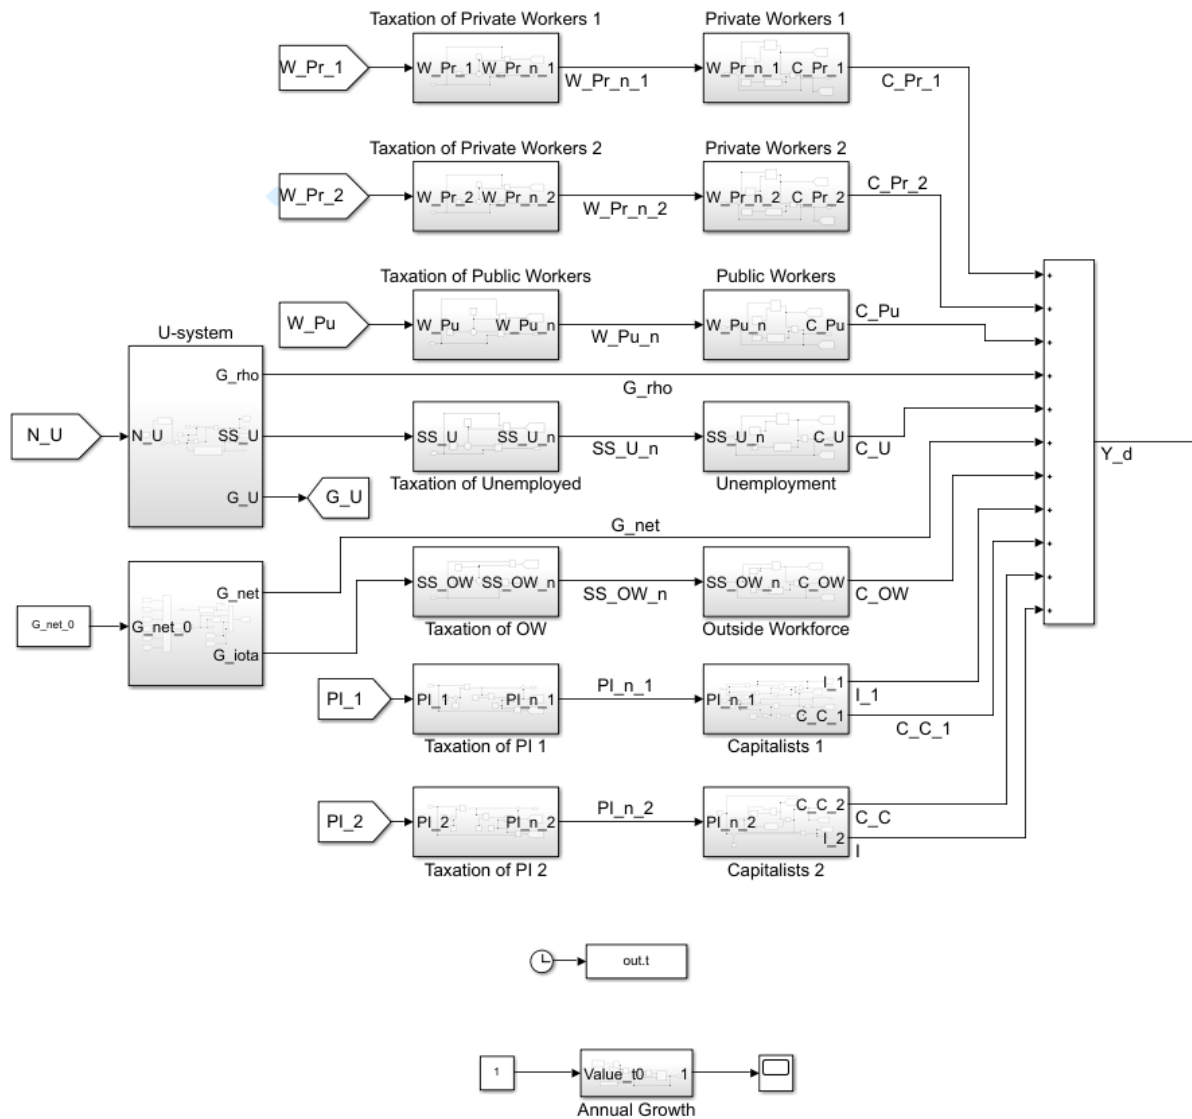 Taxation of Private Workers 1
Private Workers 1
W_Pr_1
W_Pr_1
W_Pr_n_1
W_Pr_n_1
W_Pr_n_1
C_Pr_1
C_Pr_1
Taxation of Private Workers 2
Private Workers 2
W_Pr_2
W_Pr_2
W_Pr_n_2
W_Pr_n_2
W_Pr_n_2
C_Pr_2
C_Pr_2
Taxation of Public Workers
Public Workers
W_Pu
W_Pu
W_Pu_n
W_Pu_n
W_Pu_n
C_Pu
C_Pu
U-system
G_rho
G_rho
N_U
N_U
SS_U
SS_U
SS_U_n
SS_U_n
SS_U_n
C_U
C_U
Taxation of Unemployed
Unemployment
G_U
G_U
+
+
+
+
+
+
+
+
+
+
+
Y_d
G_net
G_net
G_net_0
G_net_0
G_iota
SS_OW
SS_OW_n
SS_OW_n
SS_OW_n
C_OW
C_OW
Taxation of OW
Outside Workforce
PI_1
PI_1
PI_n_1
PI_n_1
PI_n_1
I_1
I_1
C_C_1
C_C_1
Taxation of PI 1
Capitalists 1
PI_2
PI_2
PI_n_2
PI_n_2
PI_n_2
C_C_2
C_C
I_2
I
Taxation of PI 2
Capitalists 2
out.t
1
Value_t0
1
Annual Growth